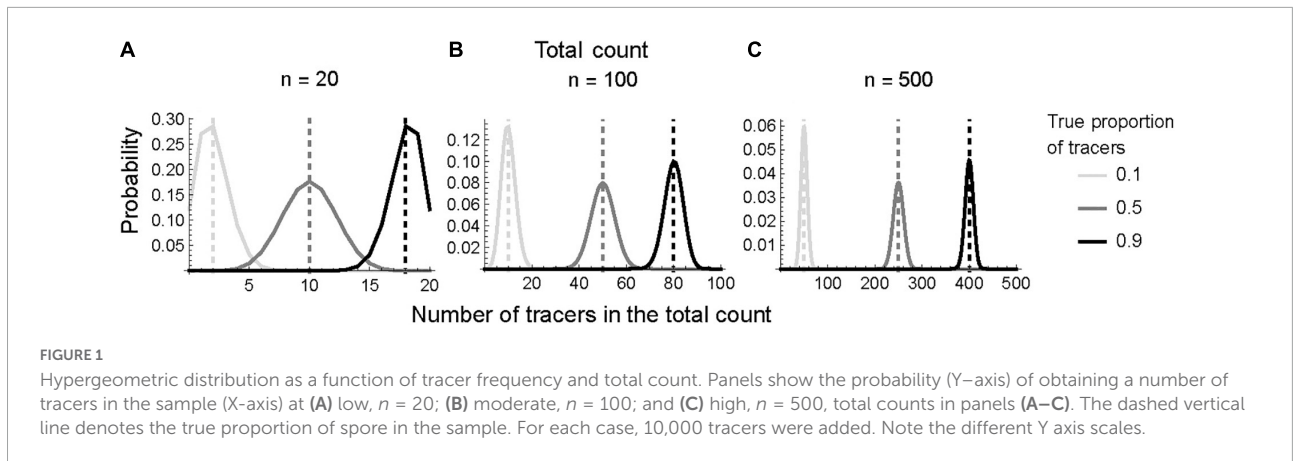 A
B
C
Total count
n = 20
n = 100
n = 500
Probability
0.30
0.25
0.20
0.15
0.10
0.05
5
10
15
20
0.12
0.10
0.08
0.06
0.04
0.02
20
40
60
80
100
0.06
0.05
0.04
0.03
0.02
0.01
100
200
300
400
500
True proportion
of tracers
0.1
0.5
0.9
Number of tracers in the total count
FIGURE 1
Hypergeometric distribution as a function of tracer frequency and total count. Panels show the probability (Y–axis) of obtaining a number of
tracers in the sample (X-axis) at (A) low, n = 20; (B) moderate, n = 100; and (C) high, n = 500, total counts in panels (A–C). The dashed vertical
line denotes the true proportion of spore in the sample. For each case, 10,000 tracers were added. Note the different Y axis scales.